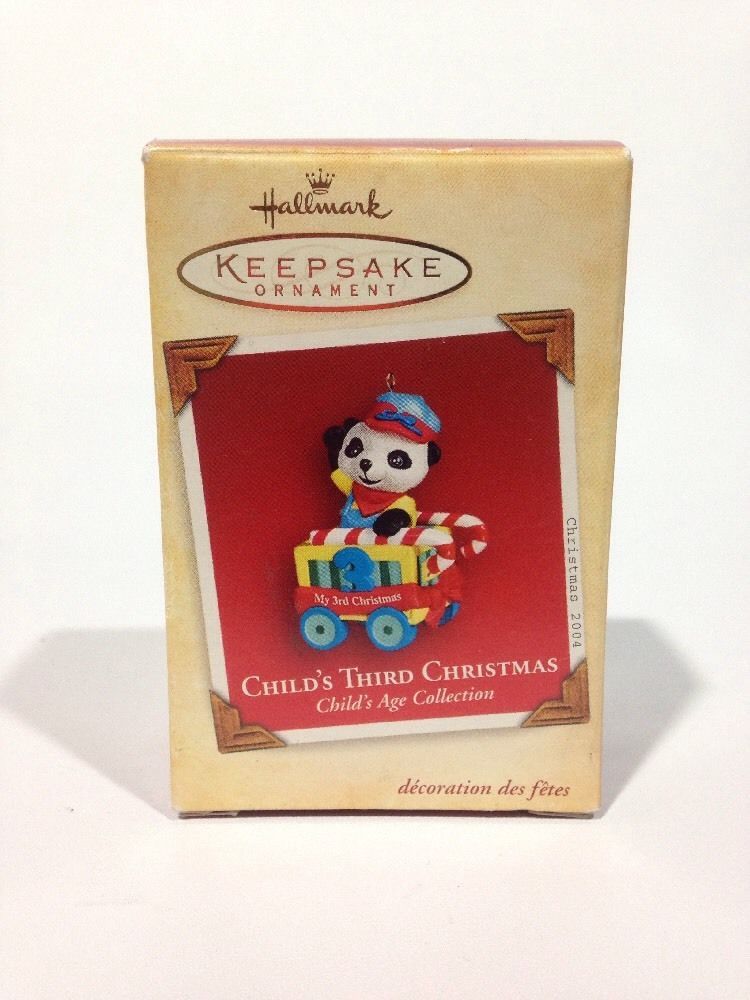 Hallmark
KEEPSAKE
ORNAMENT
3
My 3rd Christmas
Christmas 2004
CHILD'S THIRD CHRISTMAS
Child's Age Collection
décoration des fêtes